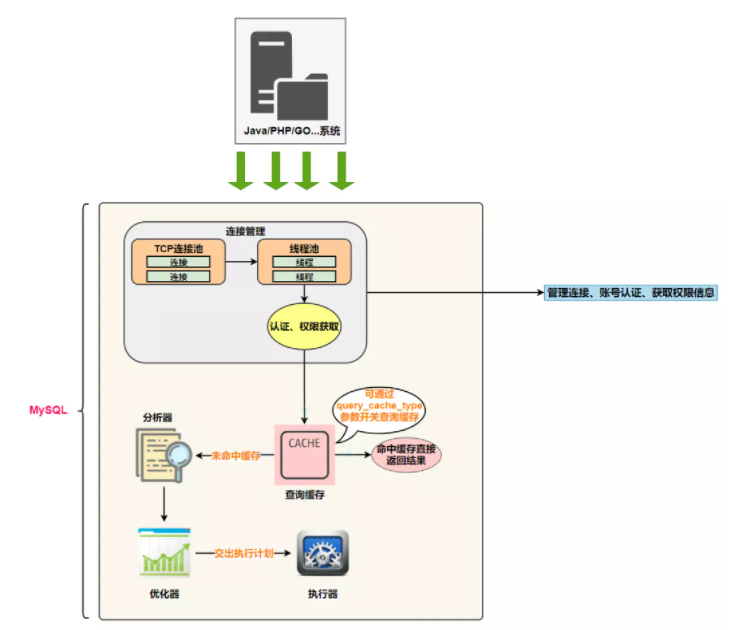 Java/PHP/GO...系统
连接管理
TCP连接池
连接
连接
线程池
线程
线程
认证、权限获取
管理连接、账号认证、获取权限信息
MySQL
可通过
query_cache_type
参数开关查询缓存
分析器
CACHE
未命中缓存
命中缓存直接
返回结果
查询缓存
交出执行计划
优化器
执行器